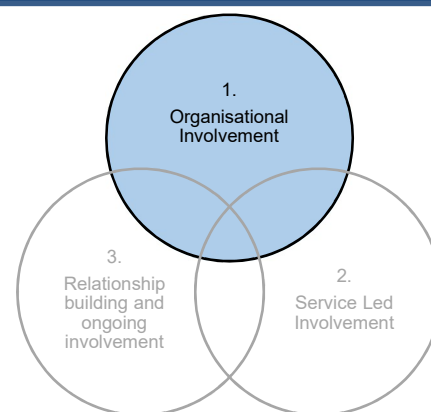 1.
Organisational
Involvement
3.
Relationship
building and
ongoing
involvement
2.
Service Led
Involvement